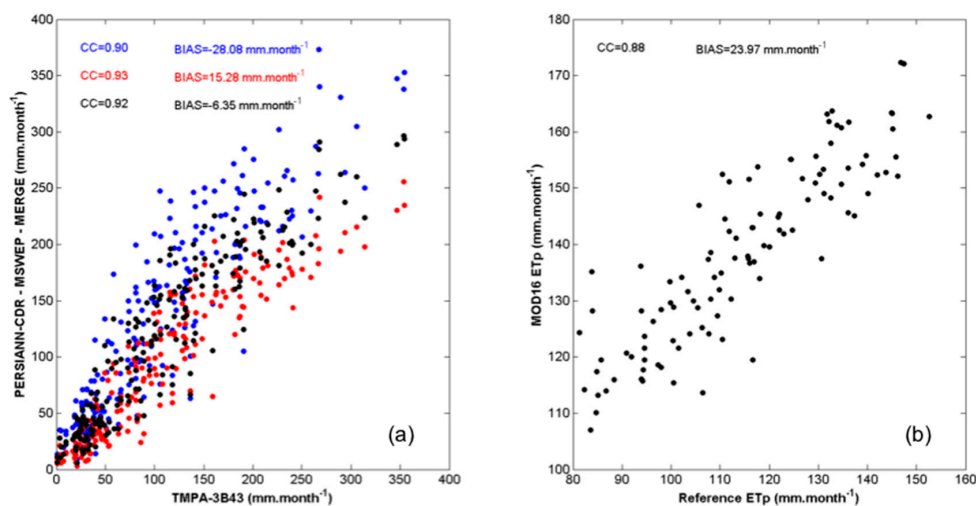 CC=0.90 BIAS=-28.08 mm.month⁻¹
CC=0.93 BIAS=15.28 mm.month⁻¹
CC=0.92 BIAS=-6.35 mm.month⁻¹
PERSIANN-CDR - MSWEP - MERGE (mm.month⁻¹)
400
350
300
250
200
150
100
50
0
0 50 100 150 200 250 300 350 400
TMPA-3B43 (mm.month⁻¹)
(a)
CC=0.88 BIAS=23.97 mm.month⁻¹
MOD16 ETp (mm.month⁻¹)
180
170
160
150
140
130
120
110
100
80 90 100 110 120 130 140 150 160
Reference ETp (mm.month⁻¹)
(b)